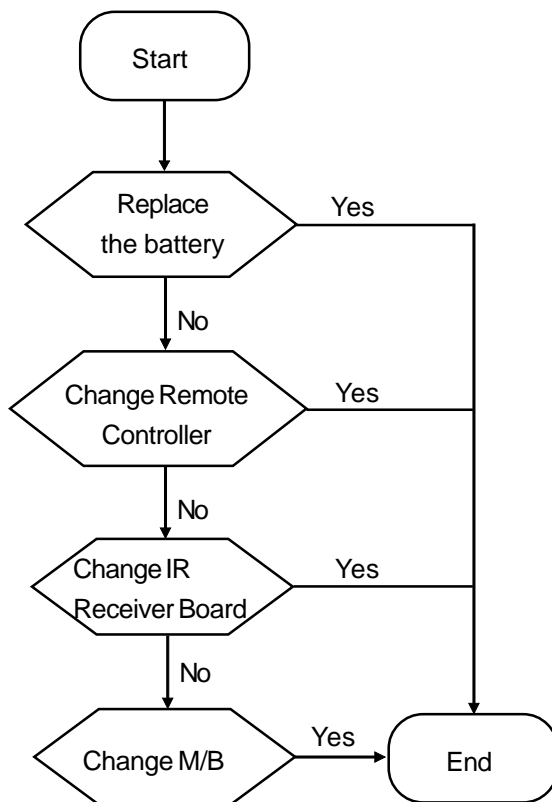 Start
Replace
the battery
Yes
No
Change Remote
Controller
Yes
No
Change IR
Receiver Board
Yes
No
Change M/B
Yes
End